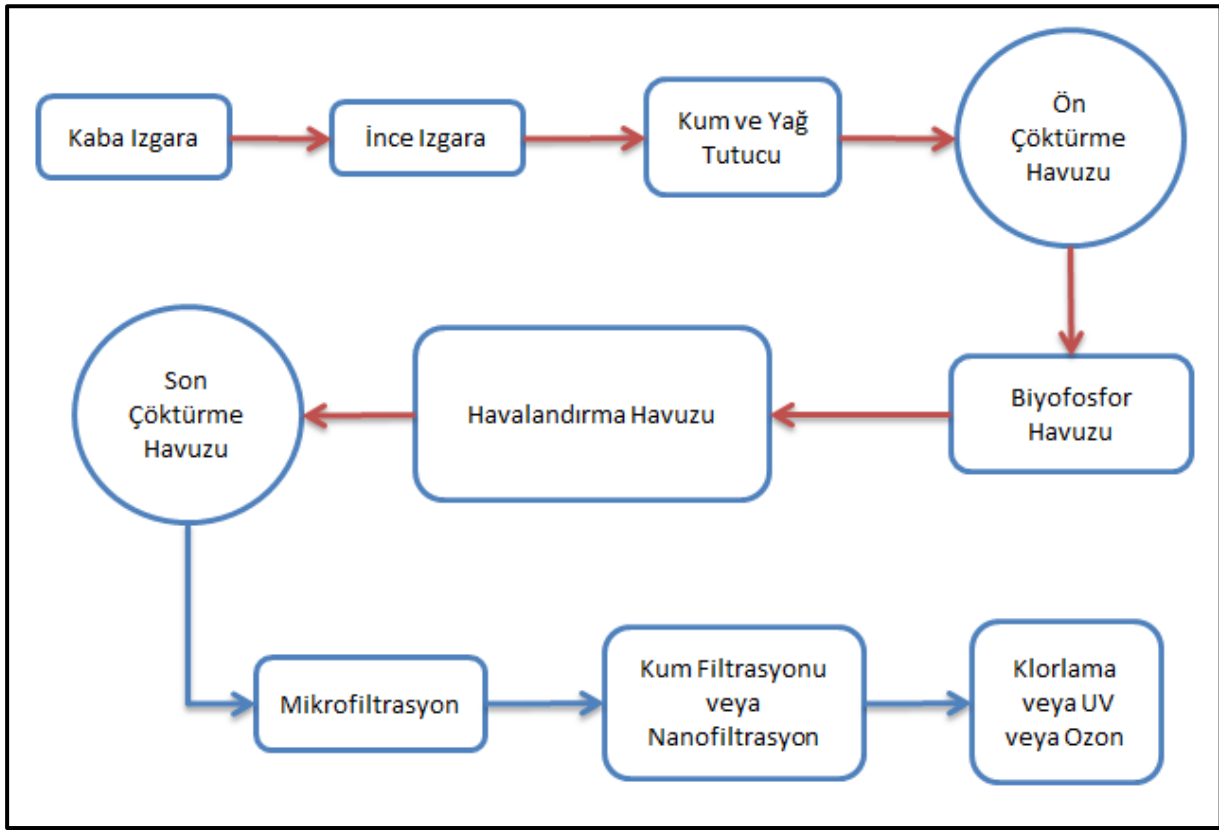 Kaba Izgara
İnce Izgara
Kum ve Yağ
Tutucu
Ön
Çöktürme
Havuzu
Biyofosfor
Havuzu
Havalandırma Havuzu
Son
Çöktürme
Havuzu
Mikrofiltrasyon
Kum Filtrasyonu
veya
Nanofiltrasyon
Klorlama
veya UV
veya Ozon